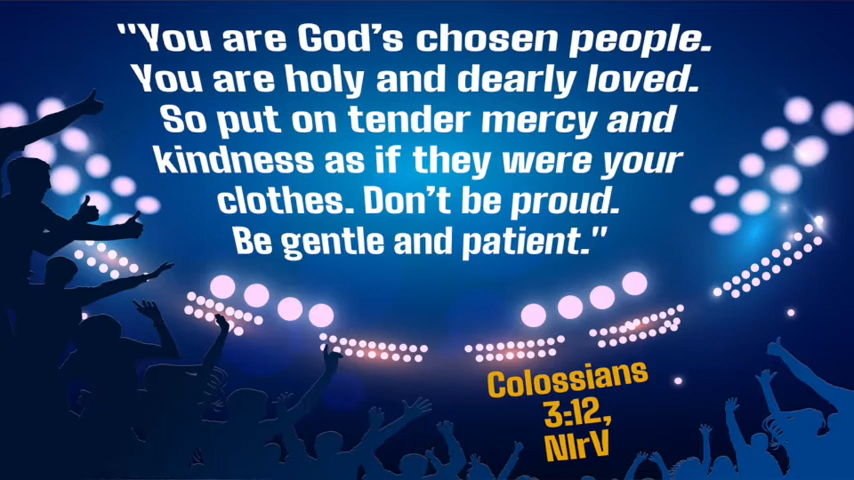 "You are God’s chosen people.
You are holy and dearly loved.
So put on tender mercy and
kindness as if they were your
clothes. Don’t be proud.
Be gentle and patient."
Colossians
3:12,
NIrV